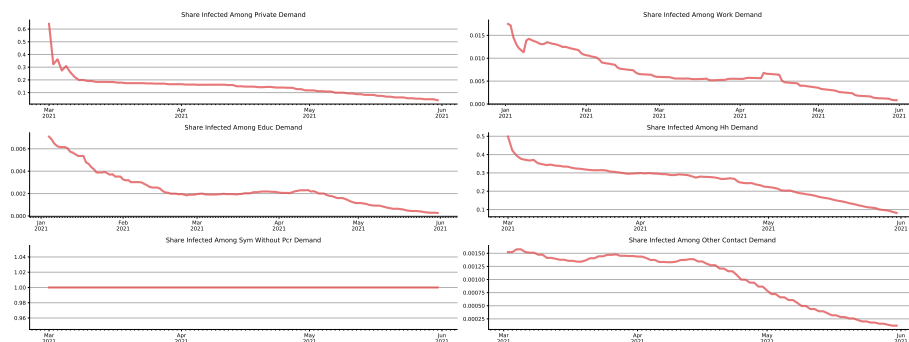 Share Infected Among Private Demand
0.6
0.5
0.4
0.3
0.2
0.1
Mar
2021
Apr
2021
May
2021
Jun
2021
Share Infected Among Work Demand
0.015
0.010
0.005
0.000
Jan
2021
Feb
2021
Mar
2021
Apr
2021
May
2021
Jun
2021
Share Infected Among Educ Demand
0.006
0.004
0.002
0.000
Jan
2021
Feb
2021
Mar
2021
Apr
2021
May
2021
Jun
2021
Share Infected Among Hh Demand
0.5
0.4
0.3
0.2
0.1
Mar
2021
Apr
2021
May
2021
Jun
2021
Share Infected Among Sym Without Pcr Demand
1.04
1.02
1.00
0.98
0.96
Mar
2021
Apr
2021
May
2021
Jun
2021
Share Infected Among Other Contact Demand
0.00150
0.00125
0.00100
0.00075
0.00050
0.00025
Mar
2021
Apr
2021
May
2021
Jun
2021